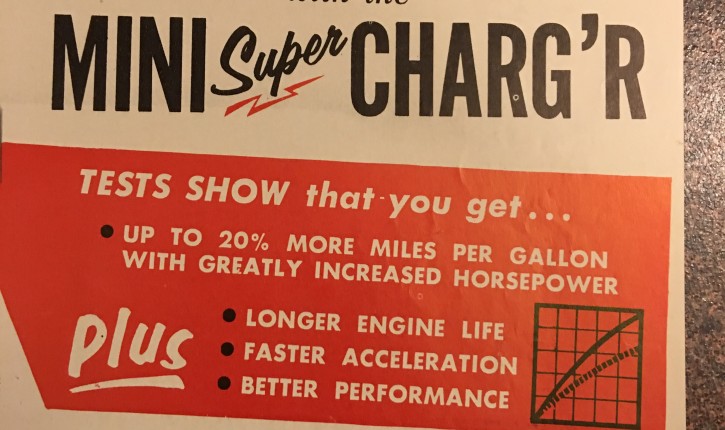 the
MINI Super CHARG'R
TESTS SHOW that you get...
• UP TO 20% MORE MILES PER GALLON
WITH GREATLY INCREASED HORSEPOWER
plus
• LONGER ENGINE LIFE
• FASTER ACCELERATION
• BETTER PERFORMANCE